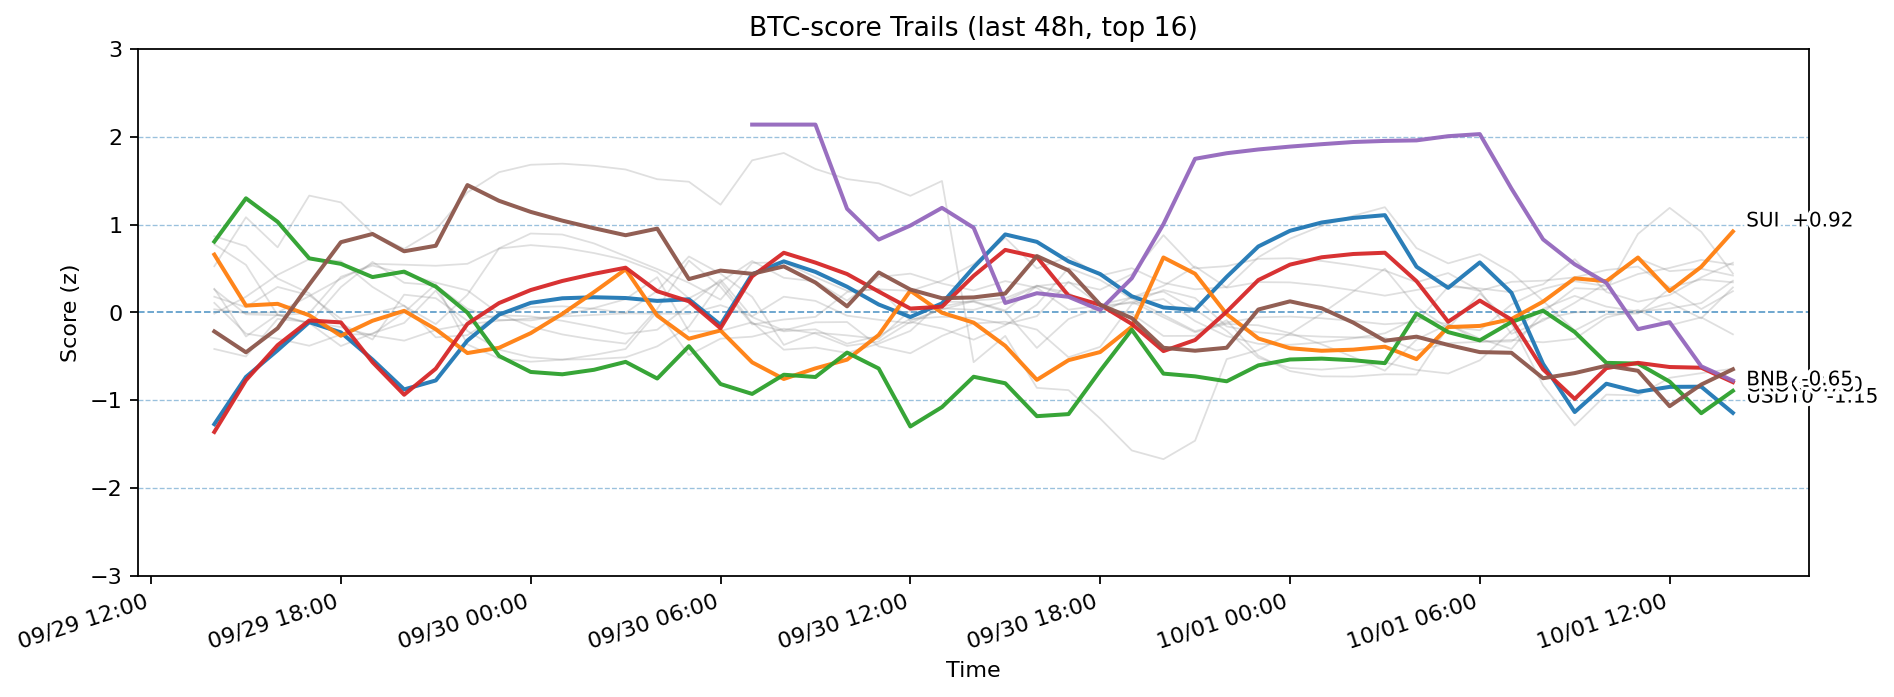 BTC-score Trails (last 48h, top 16)
Score (z)
3
2
1
0
−1
−2
−3
SUI +0.92
BNB -0.65
USDT0 -1.15
09/29 12:00
09/29 18:00
09/30 00:00
09/30 06:00
09/30 12:00
09/30 18:00
10/01 00:00
10/01 06:00
10/01 12:00
Time